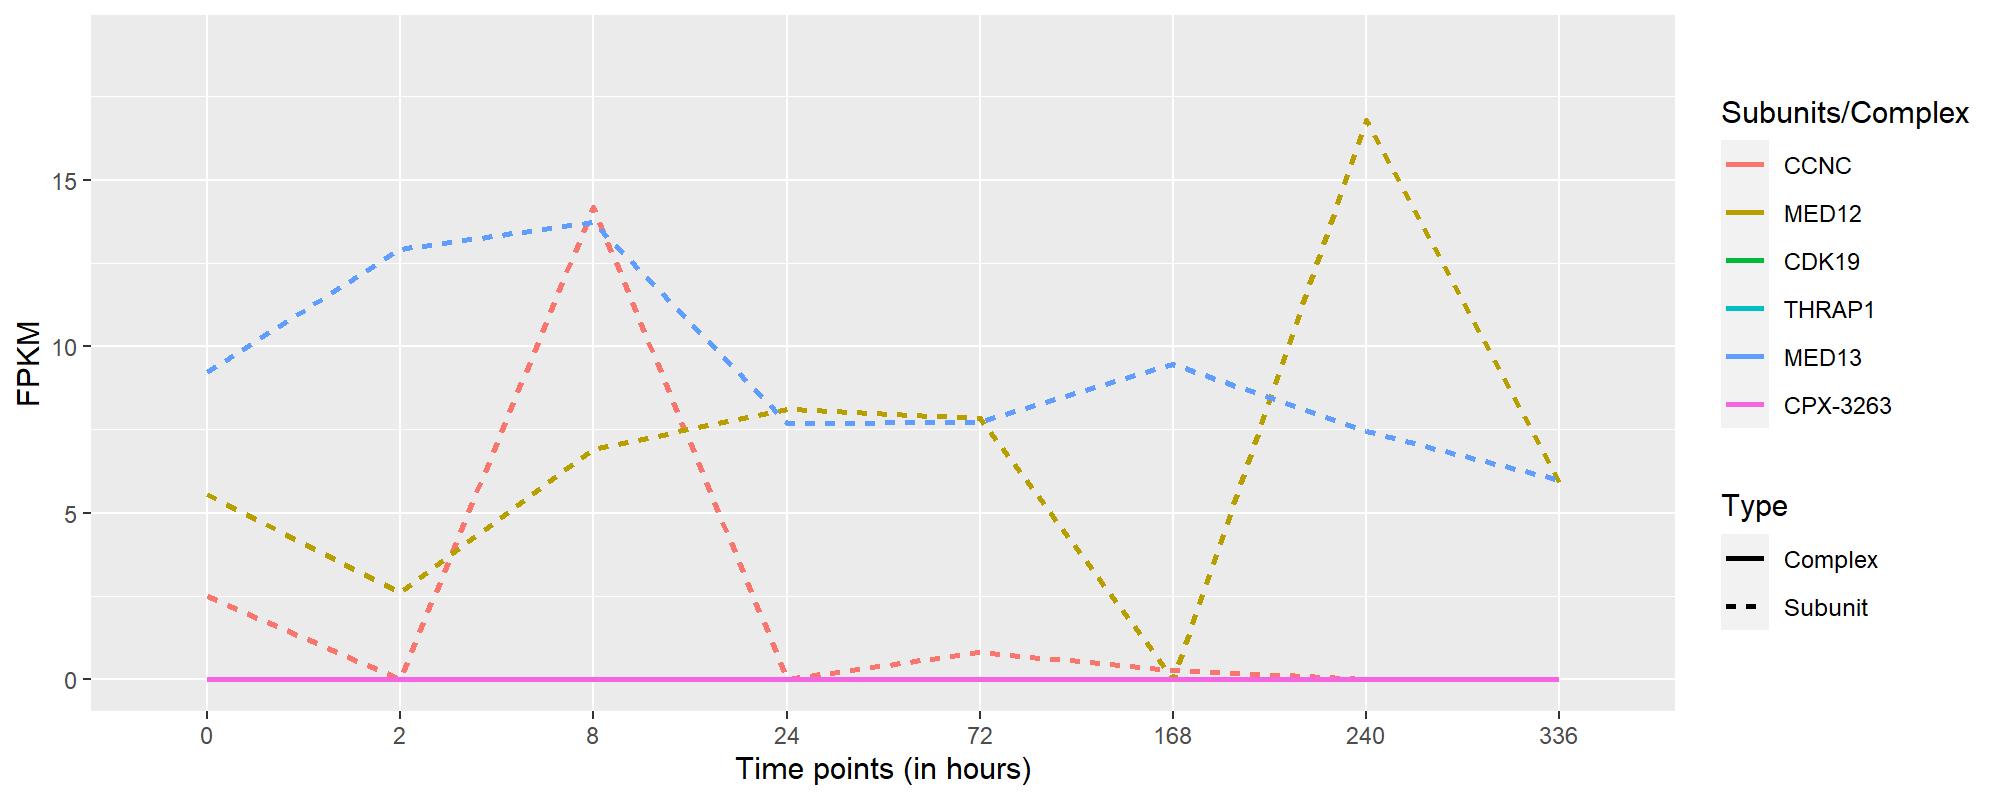 Subunits/Complex
CCNC
MED12
CDK19
THRAP1
MED13
CPX-3263
Type
Complex
Subunit
FPKM
15
10
5
0
0 2 8 24 72 168 240 336
Time points (in hours)